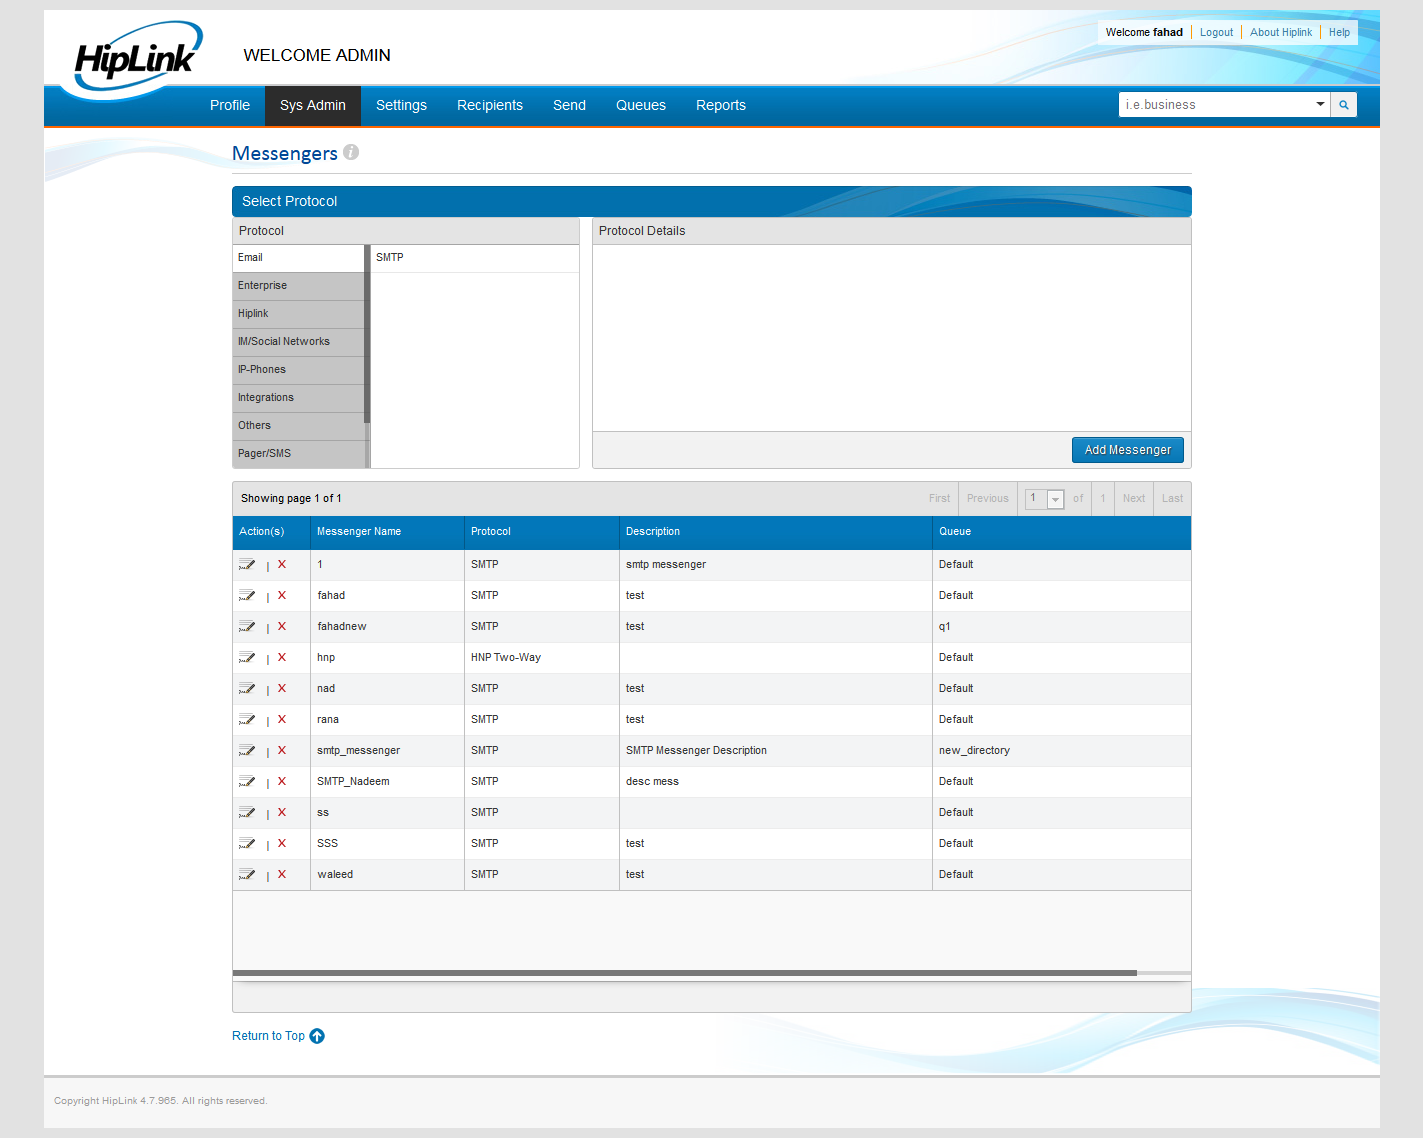 HipLink
WELCOME ADMIN
Welcome fahad Logout About Hiplink Help
Profile Sys Admin Settings Recipients Send Queues Reports i.e.business
Messengers i
Select Protocol
Protocol Protocol Details
Email SMTP
Enterprise
Hiplink
IM/Social Networks
IP-Phones
Integrations
Others
Pager/SMS
Add Messenger
Showing page 1 of 1 First Previous 1 of 1 Next Last
Action(s) Messenger Name Protocol Description Queue
| X 1 SMTP smtp messenger Default
| X fahad SMTP test Default
| X fahadnew SMTP test q1
| X hnp HNP Two-Way Default
| X nad SMTP test Default
| X rana SMTP test Default
| X smtp_messenger SMTP SMTP Messenger Description new_directory
| X SMTP_Nadeem SMTP desc mess Default
| X ss SMTP Default
| X SSS SMTP test Default
| X waleed SMTP test Default
Return to Top
Copyright HipLink 4.7.965. All rights reserved.